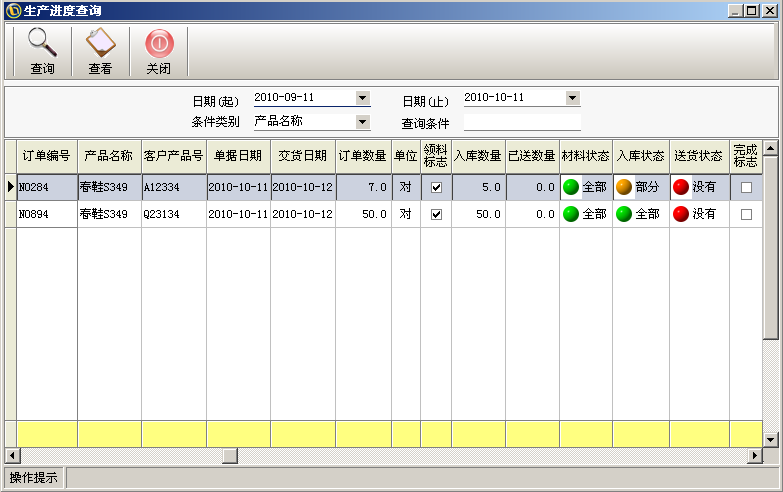 生产进度查询
查询 查看 关闭
日期(起) 2010-09-11 日期(止) 2010-10-11
条件类别 产品名称 查询条件
订单编号 产品名称 客户产品号 单据日期 交货日期 订单数量 单位 领料标志 入库数量 已送数量 材料状态 入库状态 送货状态 完成标志
N0284 春鞋S349 A12334 2010-10-11 2010-10-12 7.0 对 5.0 0.0 全部 部分 没有
N0894 春鞋S349 Q23134 2010-10-11 2010-10-12 50.0 对 50.0 0.0 全部 全部 没有
操作提示